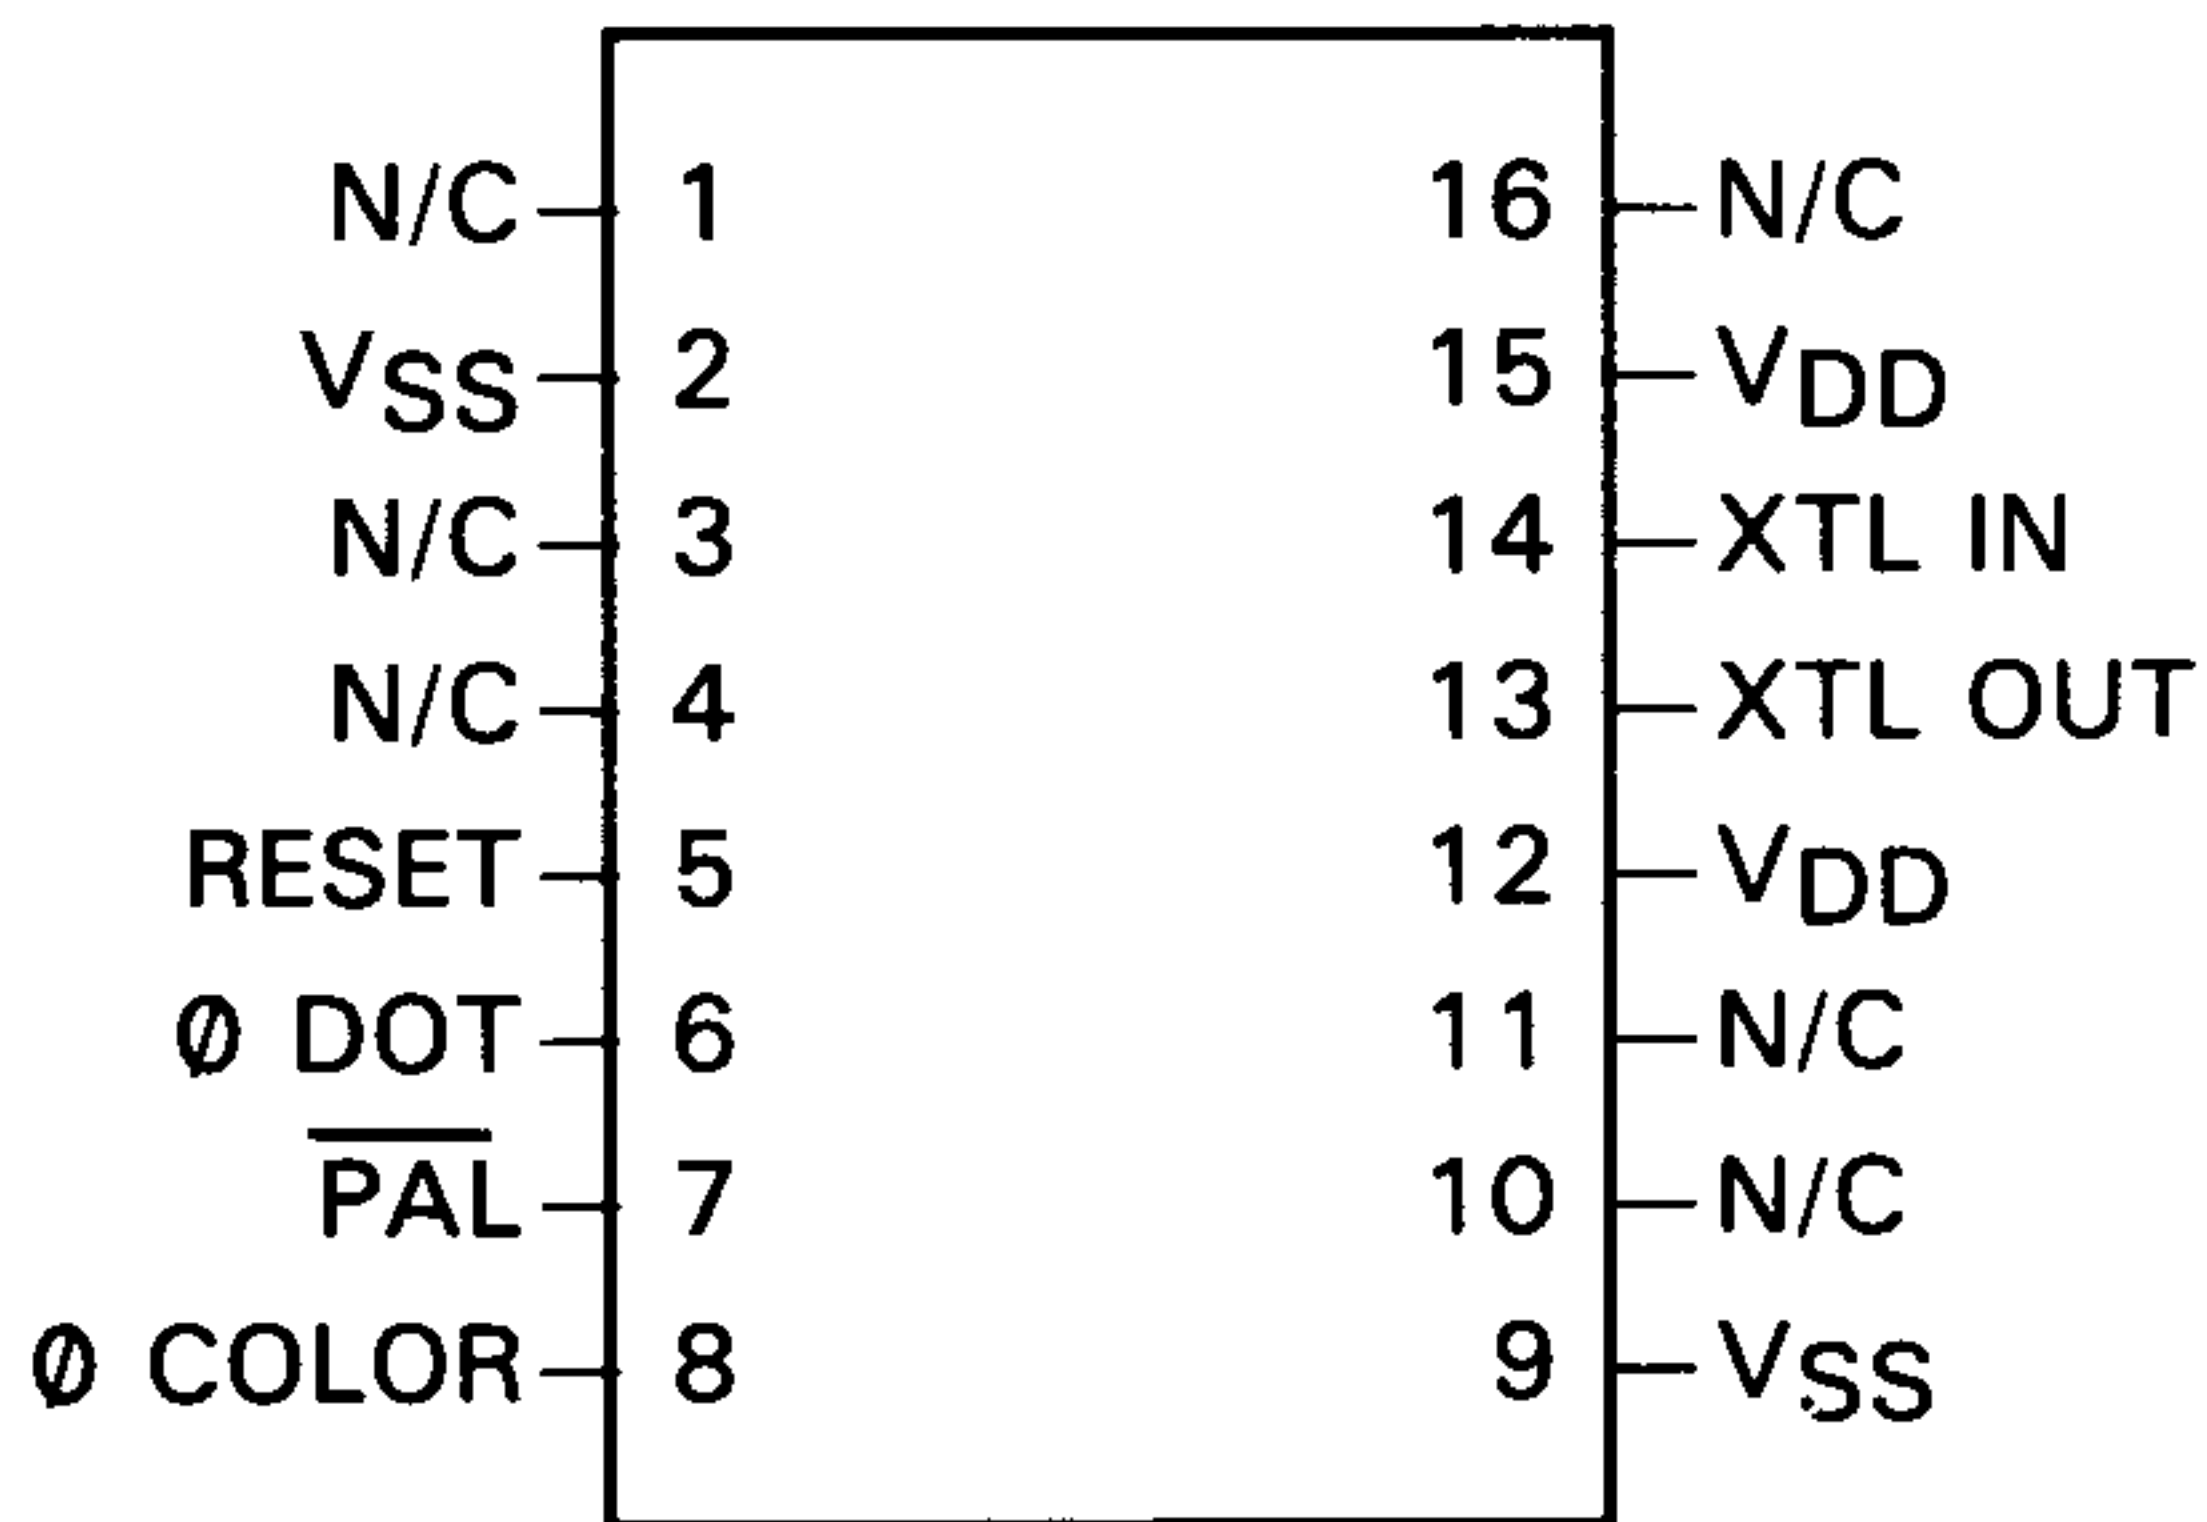 N/C 1 16 N/C
VSS 2 15 VDD
N/C 3 14 XTL IN
N/C 4 13 XTL OUT
RESET 5 12 VDD
Ø DOT 6 11 N/C
P̅A̅L̅ 7 10 N/C
Ø COLOR 8 9 VSS